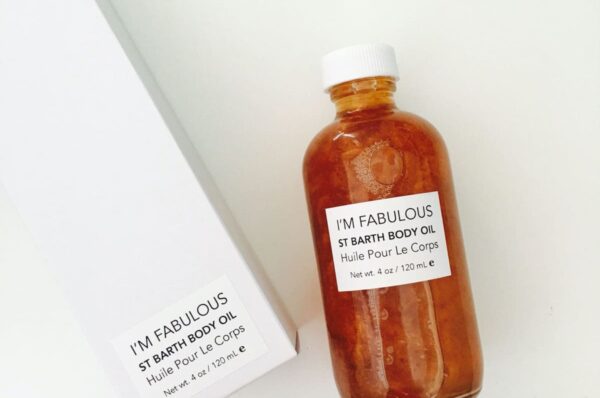 I'M FABULOUS
ST BARTH BODY OIL
Huile Pour Le Corps
Net wt. 4 oz / 120 mL ℮
I'M FABULOUS
ST BARTH BODY OIL
Huile Pour Le Corps
Net wt. 4 oz / 120 mL ℮